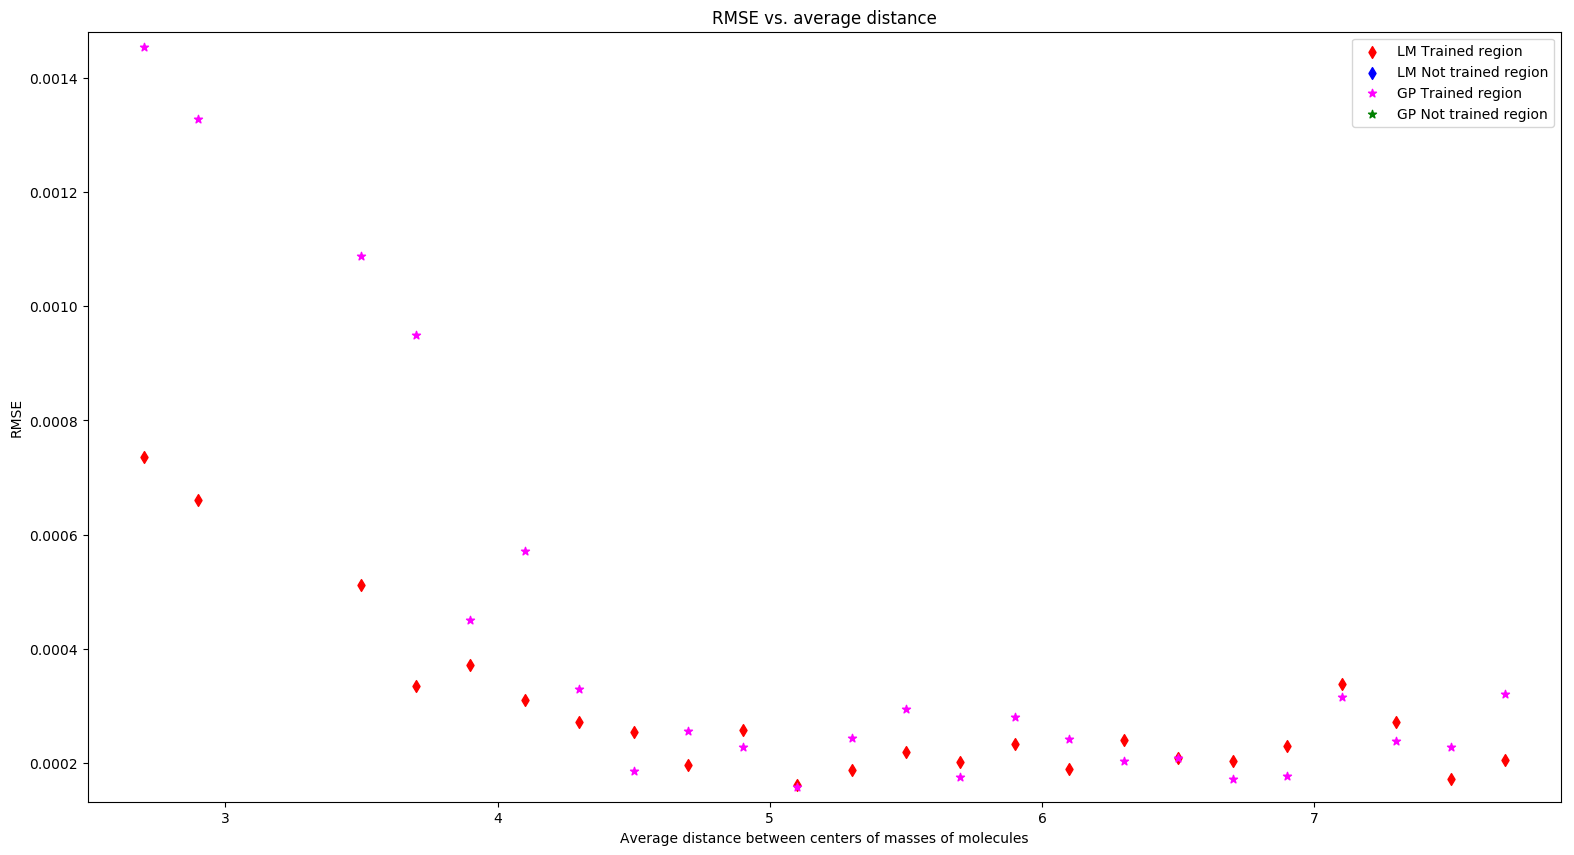 RMSE vs. average distance
LM Trained region
LM Not trained region
GP Trained region
GP Not trained region
0.0014
0.0012
0.0010
0.0008
0.0006
0.0004
0.0002
RMSE
3 4 5 6 7
Average distance between centers of masses of molecules